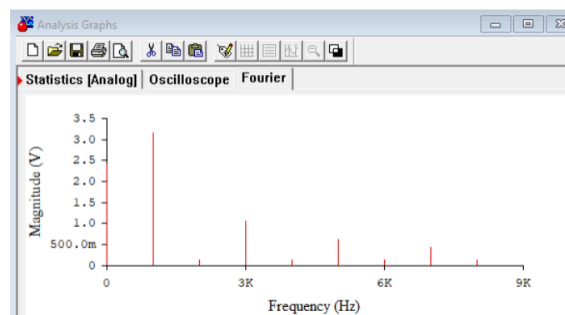 Analysis Graphs
Statistics [Analog] Oscilloscope Fourier
3.5
3.0
2.5
2.0
1.5
1.0
500.0m
0
Magnitude (V)
0 3K 6K 9K
Frequency (Hz)